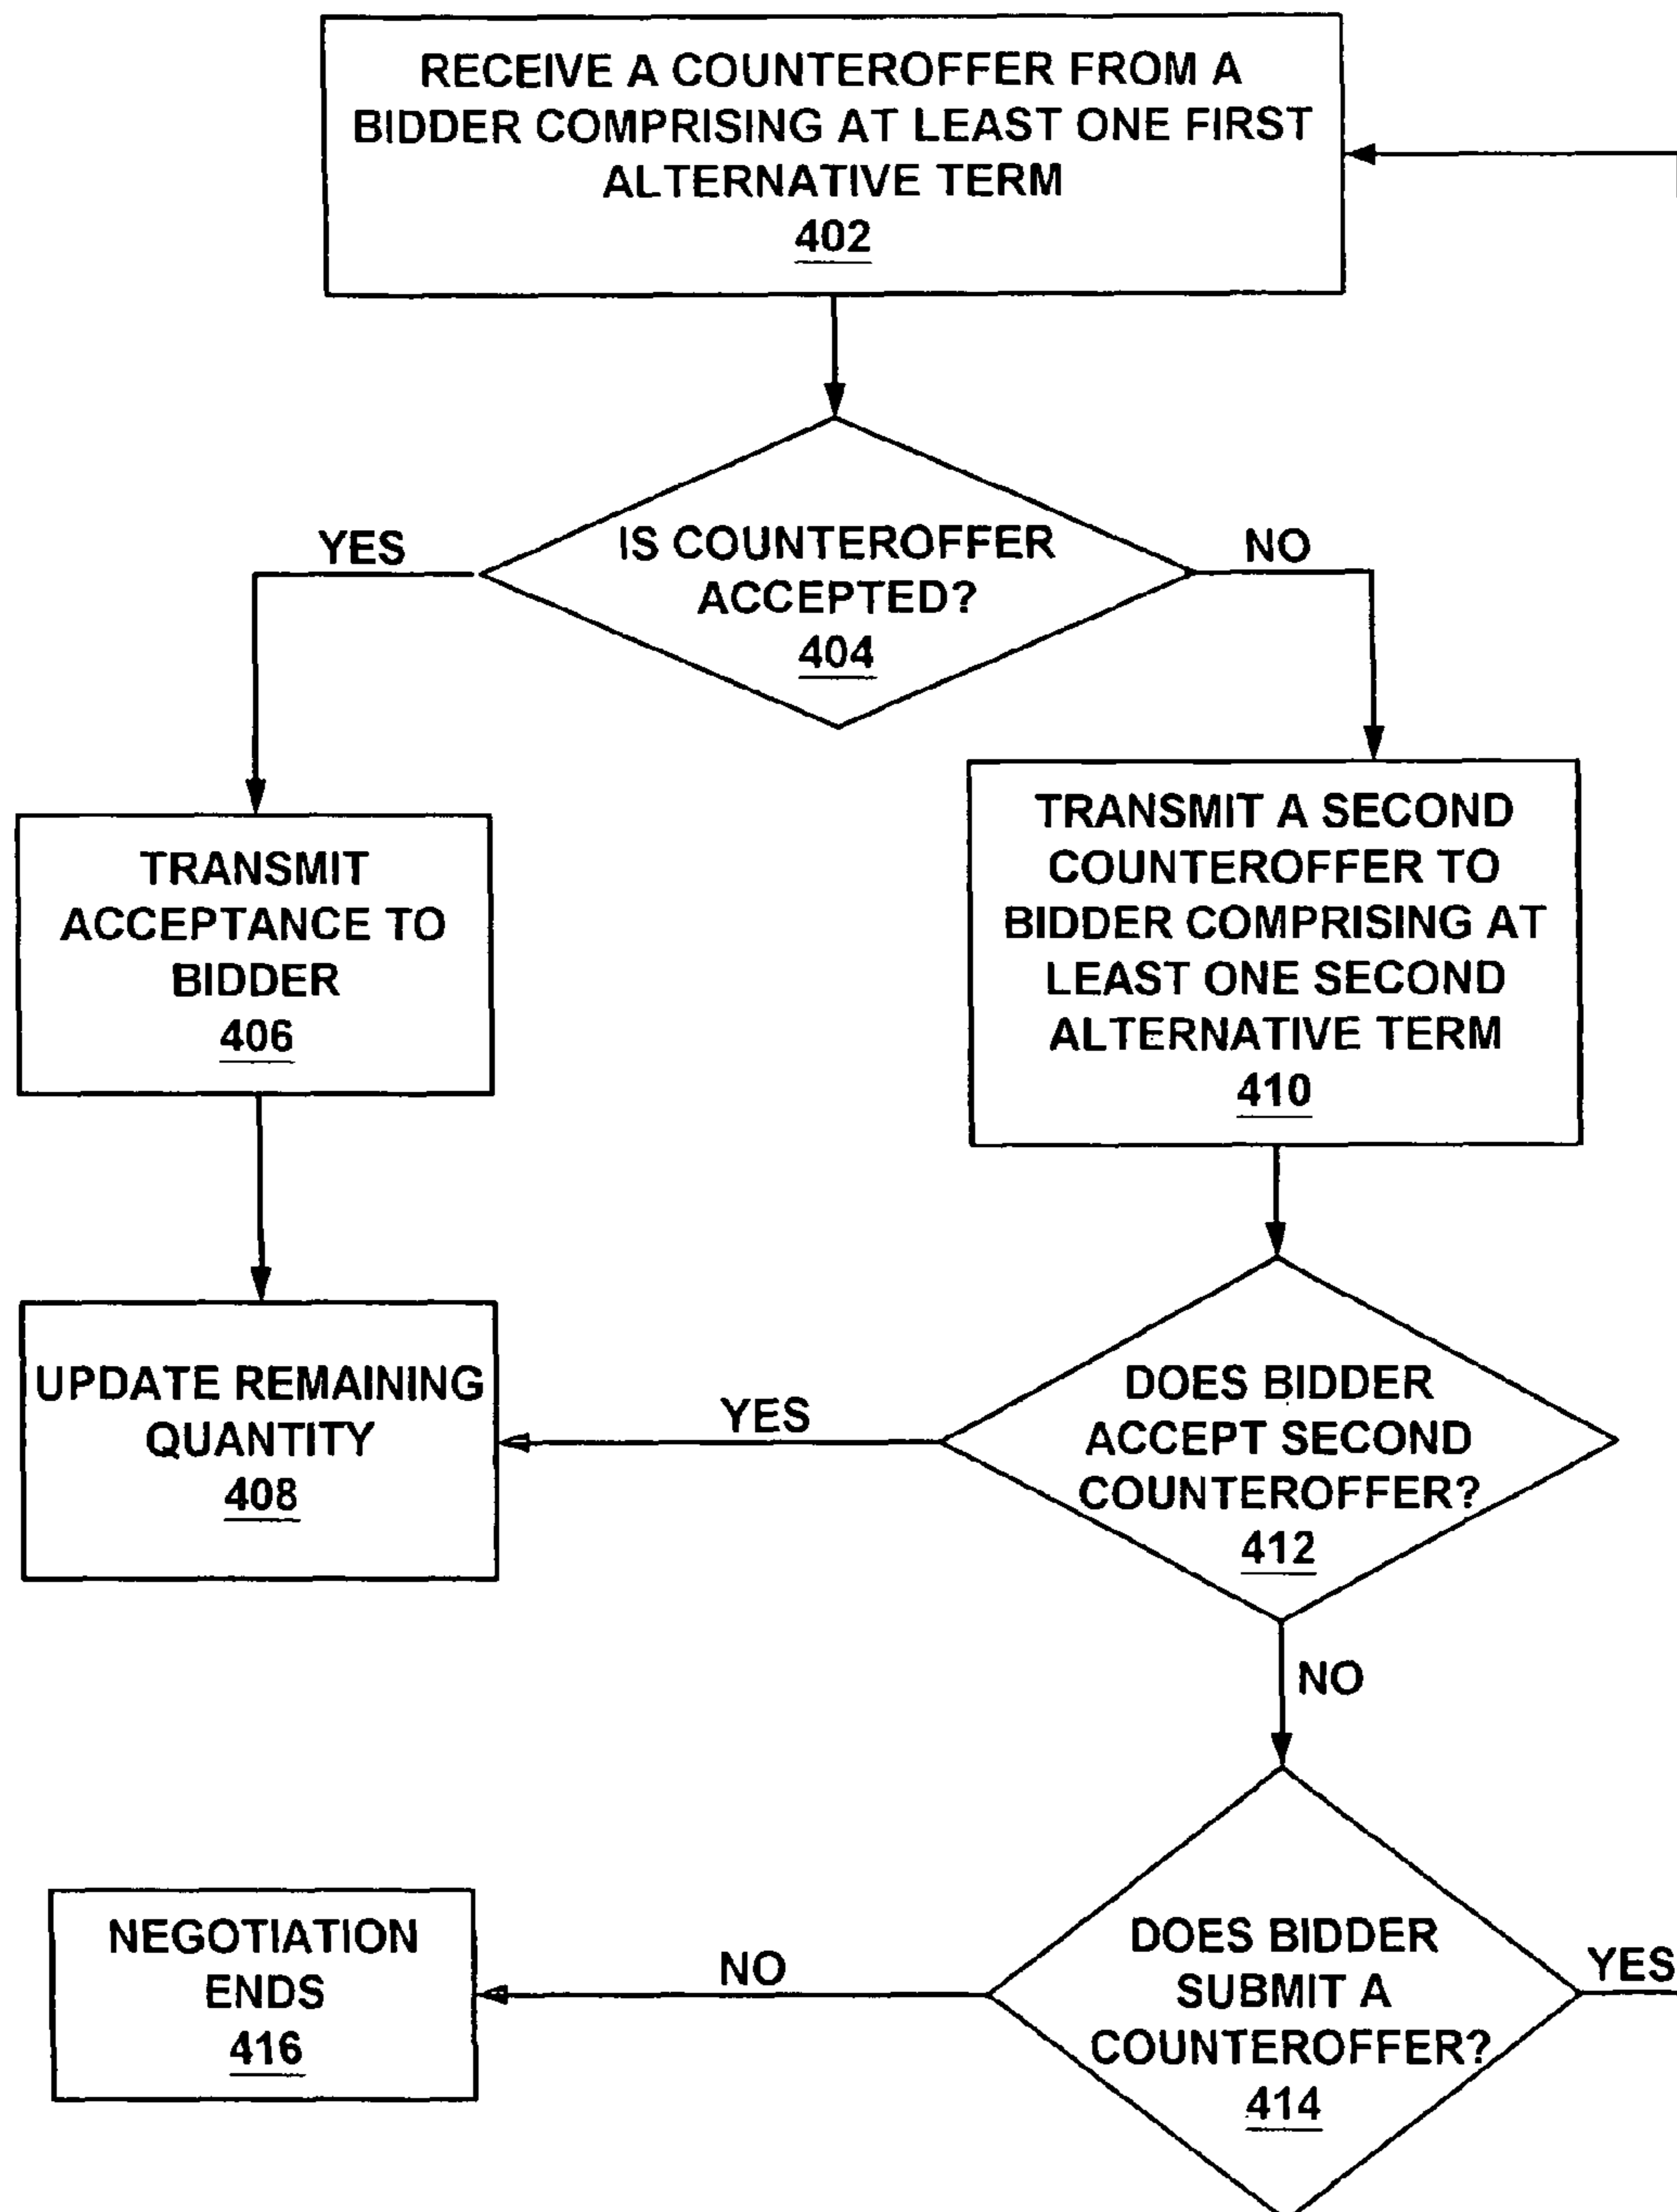 RECEIVE A COUNTEROFFER FROM A
BIDDER COMPRISING AT LEAST ONE FIRST
ALTERNATIVE TERM
402
IS COUNTEROFFER
ACCEPTED?
404
YES
NO
TRANSMIT
ACCEPTANCE TO
BIDDER
406
TRANSMIT A SECOND
COUNTEROFFER TO
BIDDER COMPRISING AT
LEAST ONE SECOND
ALTERNATIVE TERM
410
UPDATE REMAINING
QUANTITY
408
YES
DOES BIDDER
ACCEPT SECOND
COUNTEROFFER?
412
NO
NEGOTIATION
ENDS
416
NO
DOES BIDDER
SUBMIT A
COUNTEROFFER?
414
YES